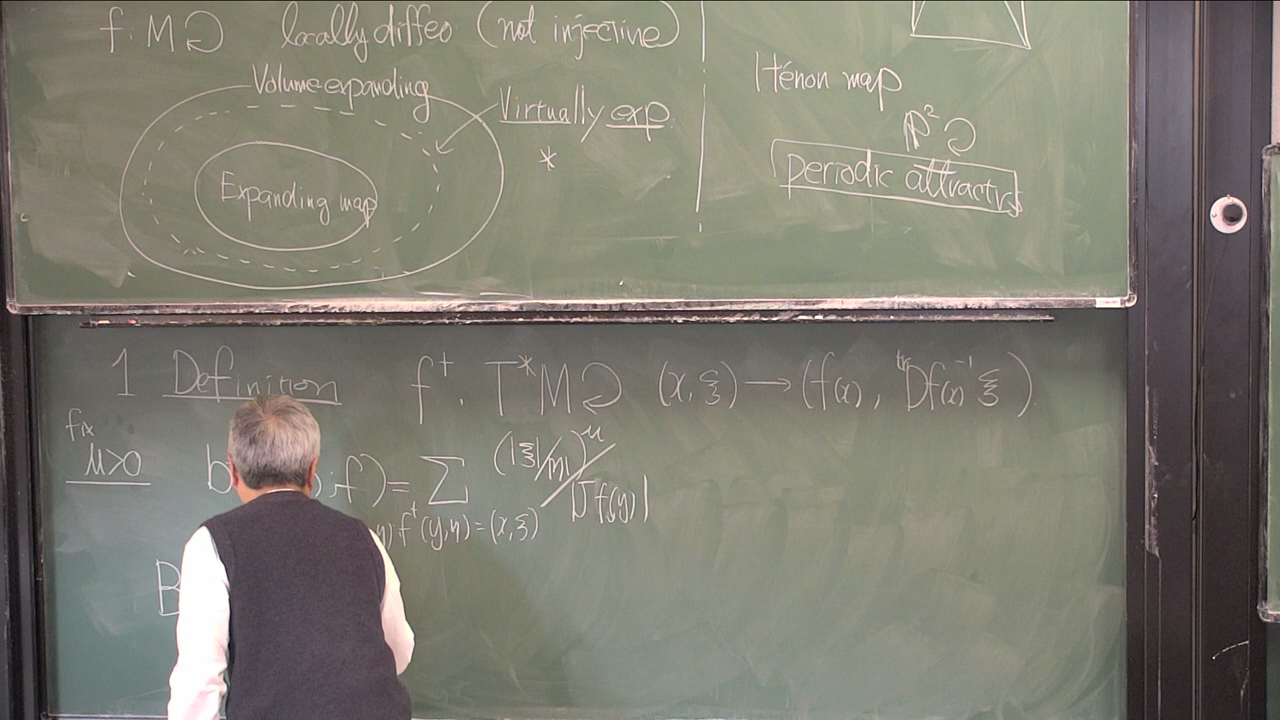 f: M↺ locally diffeo (not injective)
Volume expanding
Virtually exp.
*
Expanding map
Hénon map
ℝ²↺
periodic attractors
1 Definition f†: T*M↺ (x, ξ) → (f(x), ᵗʳDf(x)⁻¹ξ)
fix
μ>0
b ;f) = Σ (|ξ|/|η|)^μ / |Jf(y)|
η):f†(y,η)=(x,ξ)
B